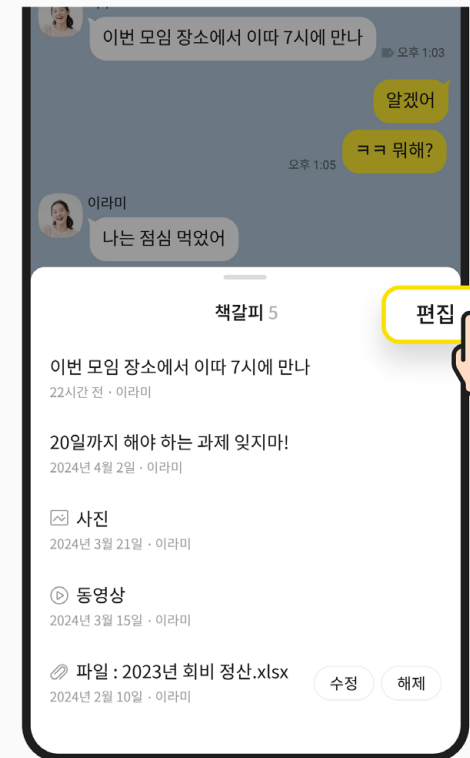 이번 모임 장소에서 이따 7시에 만나
오후 1:03
알겠어
ㅋㅋ 뭐해?
오후 1:05
이라미
나는 점심 먹었어
책갈피 5
편집
이번 모임 장소에서 이따 7시에 만나
22시간 전 · 이라미
20일까지 해야 하는 과제 잊지마!
2024년 4월 2일 · 이라미
사진
2024년 3월 21일 · 이라미
동영상
2024년 3월 15일 · 이라미
파일 : 2023년 회비 정산.xlsx
수정
해제
2024년 2월 10일 · 이라미